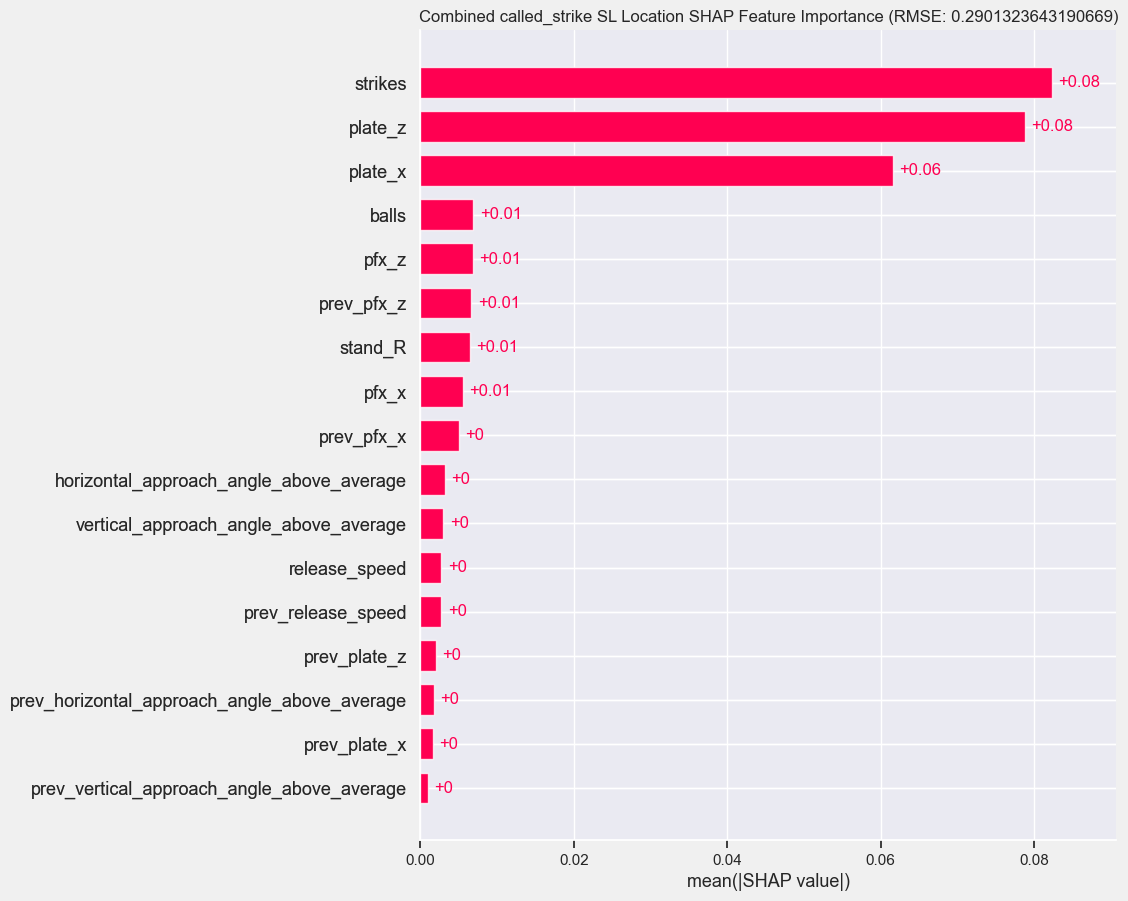 Combined called_strike SL Location SHAP Feature Importance (RMSE: 0.2901323643190669)
strikes +0.08
plate_z +0.08
plate_x +0.06
balls +0.01
pfx_z +0.01
prev_pfx_z +0.01
stand_R +0.01
pfx_x +0.01
prev_pfx_x +0
horizontal_approach_angle_above_average +0
vertical_approach_angle_above_average +0
release_speed +0
prev_release_speed +0
prev_plate_z +0
prev_horizontal_approach_angle_above_average +0
prev_plate_x +0
prev_vertical_approach_angle_above_average +0
0.00 0.02 0.04 0.06 0.08
mean(|SHAP value|)